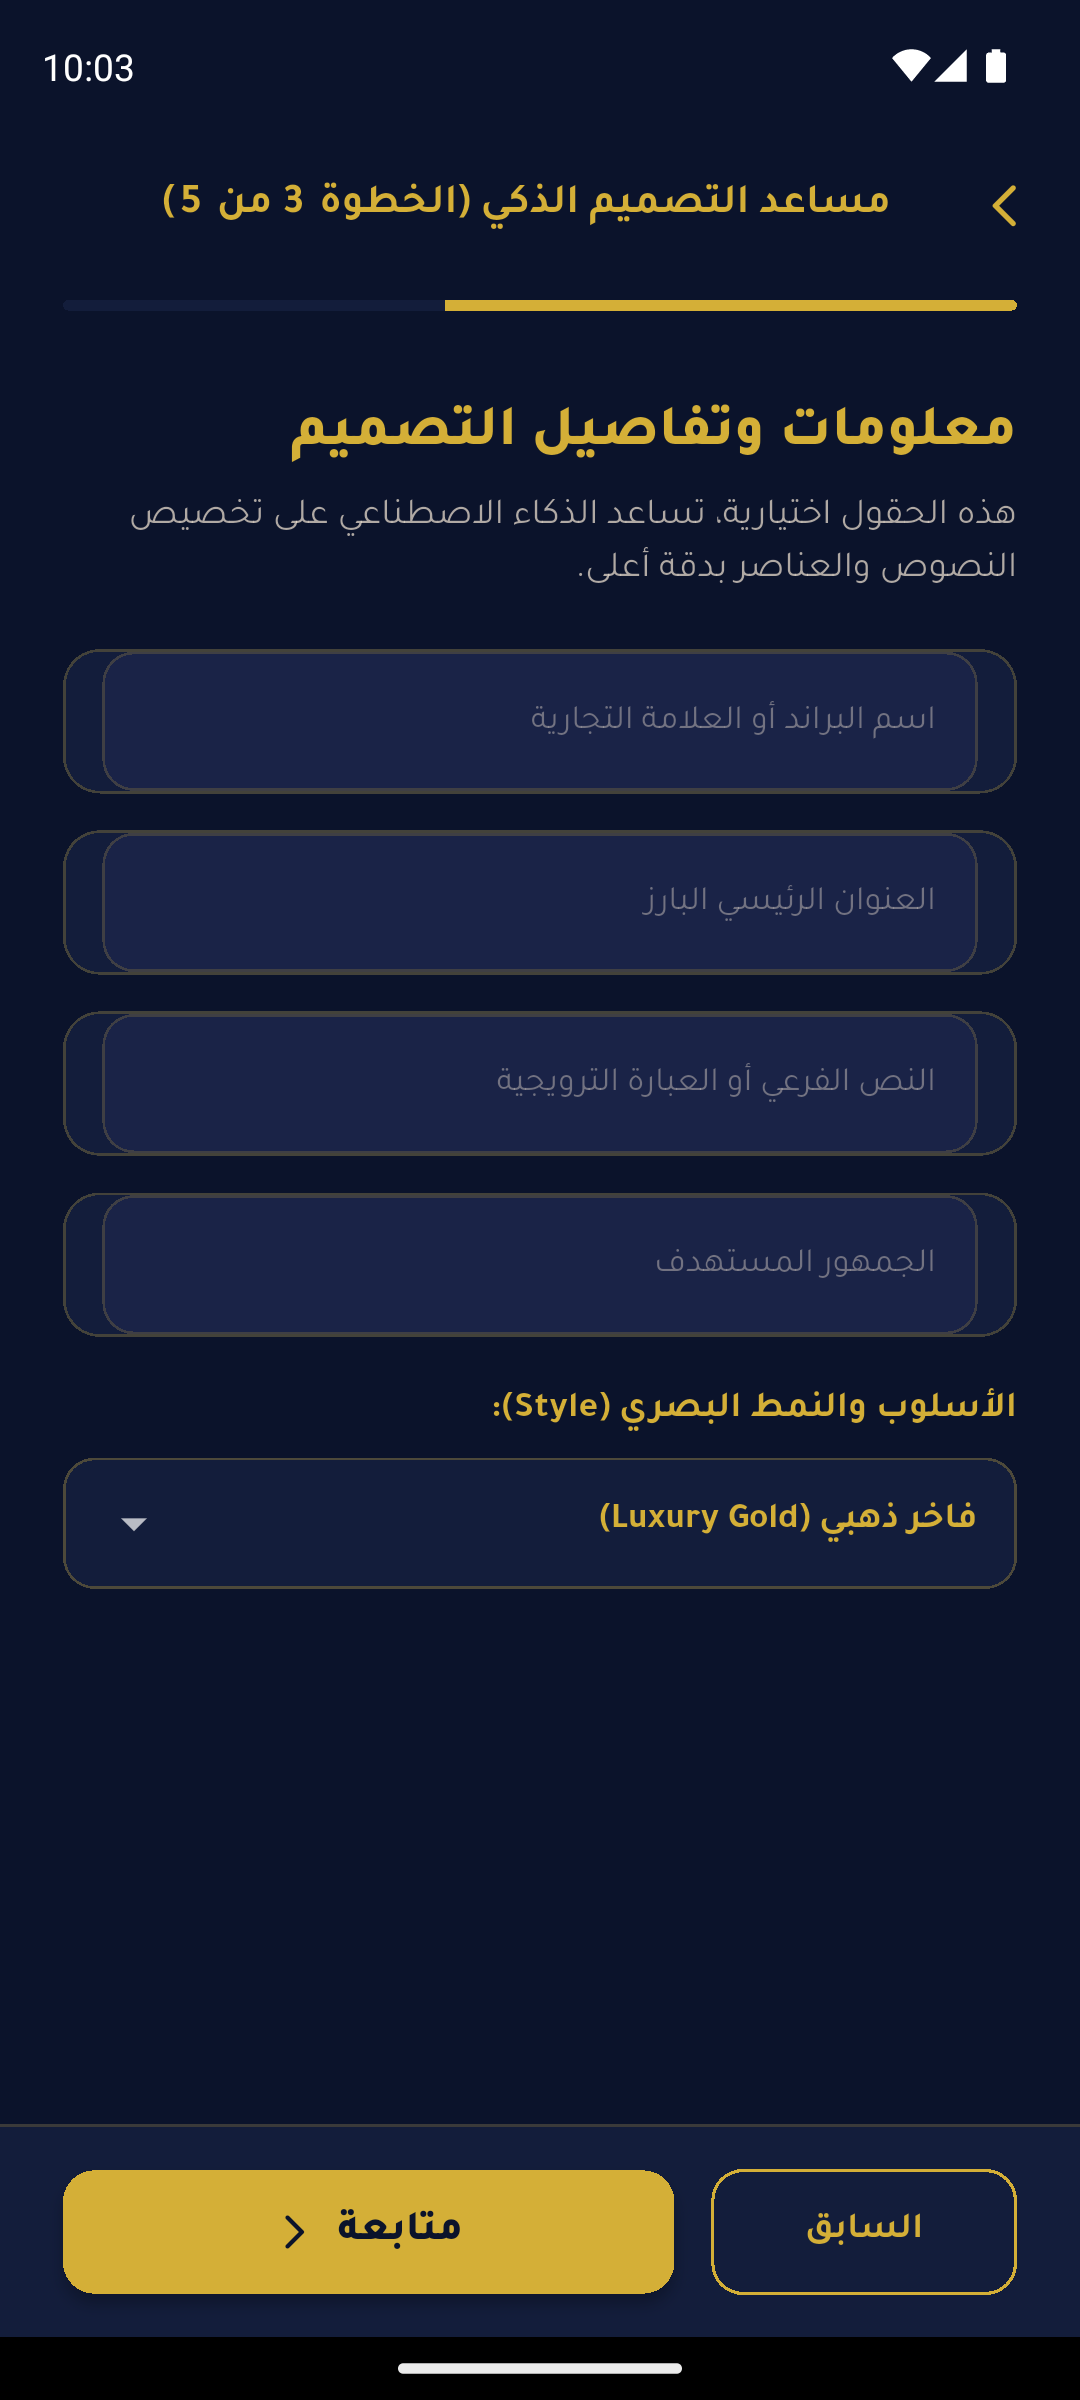 10:03
مساعد التصميم الذكي (الخطوة 3 من 5)
معلومات وتفاصيل التصميم
هذه الحقول اختيارية، تساعد الذكاء الاصطناعي على تخصيص
النصوص والعناصر بدقة أعلى.
اسم البراند أو العلامة التجارية
العنوان الرئيسي البارز
النص الفرعي أو العبارة الترويجية
الجمهور المستهدف
الأسلوب والنمط البصري (Style):
فاخر ذهبي (Luxury Gold)
السابق
متابعة